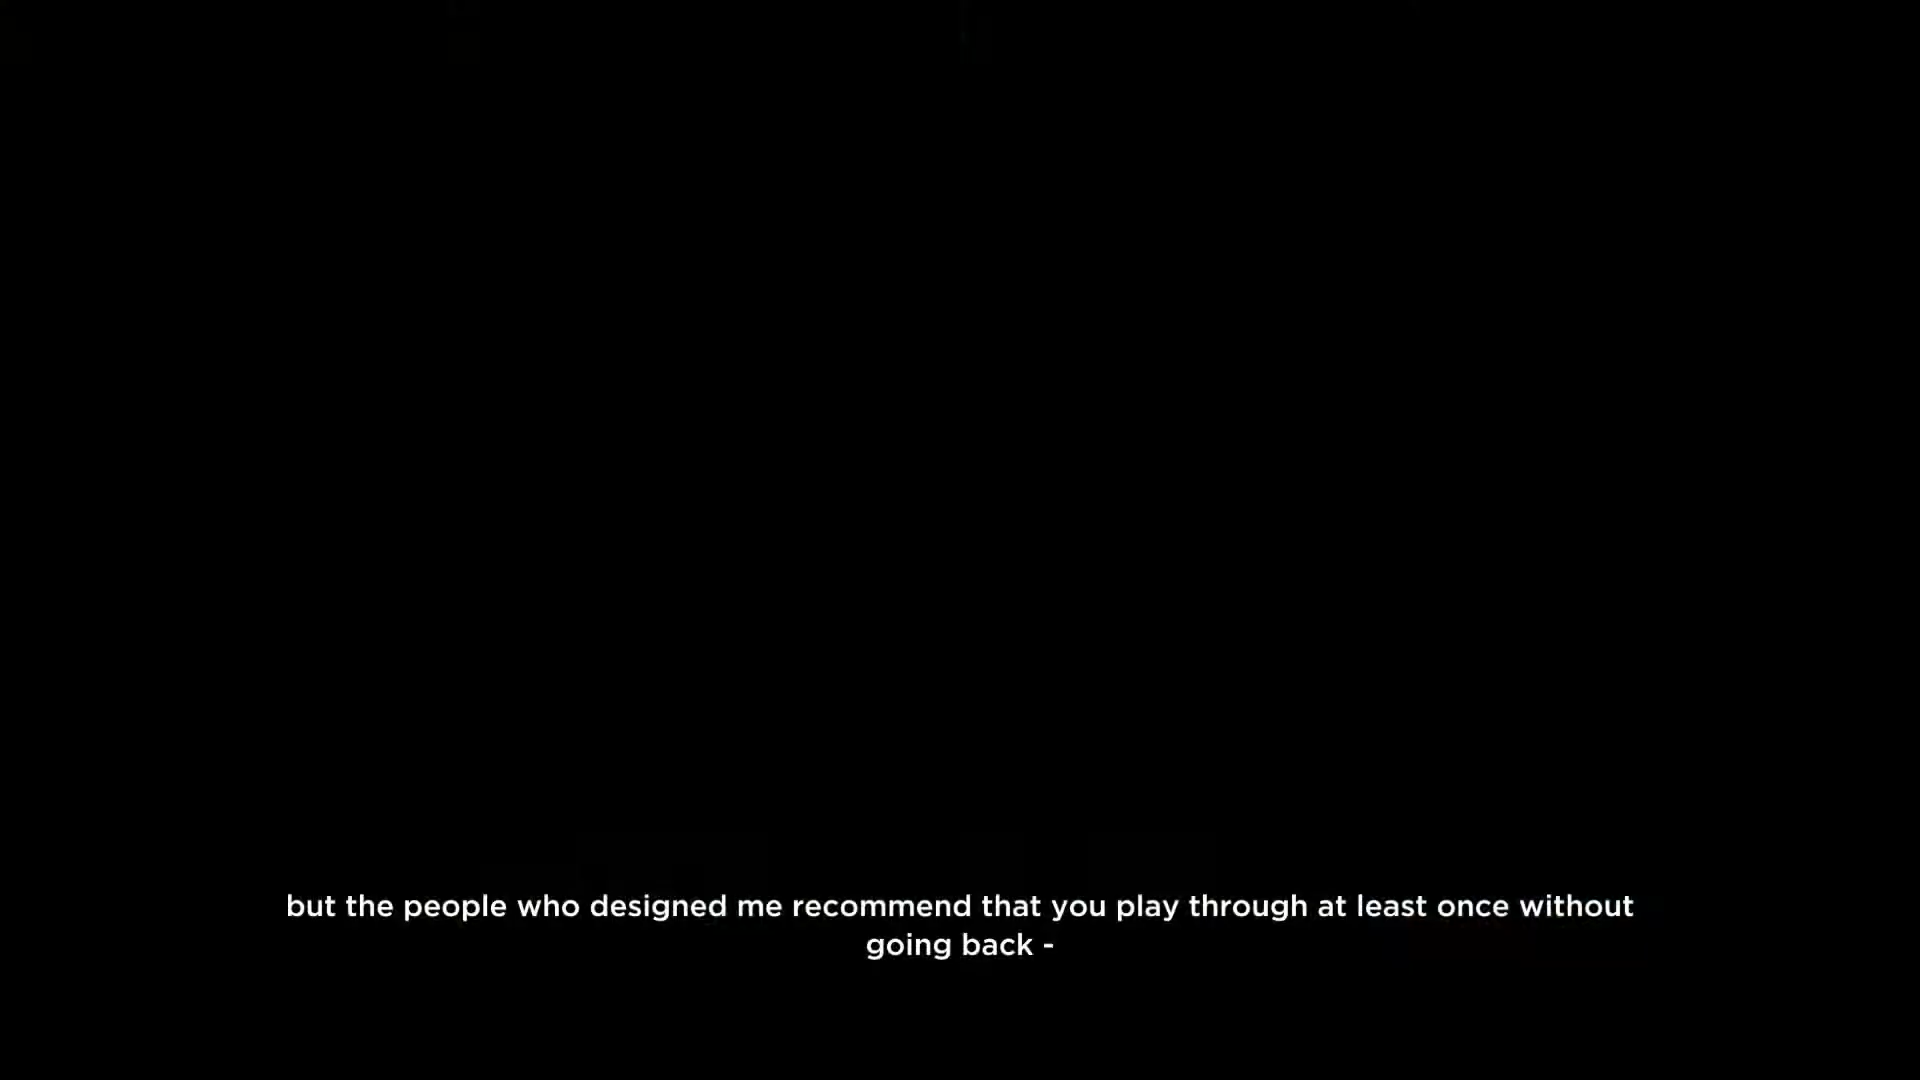 but the people who designed me recommend that you play through at least once without
going back -